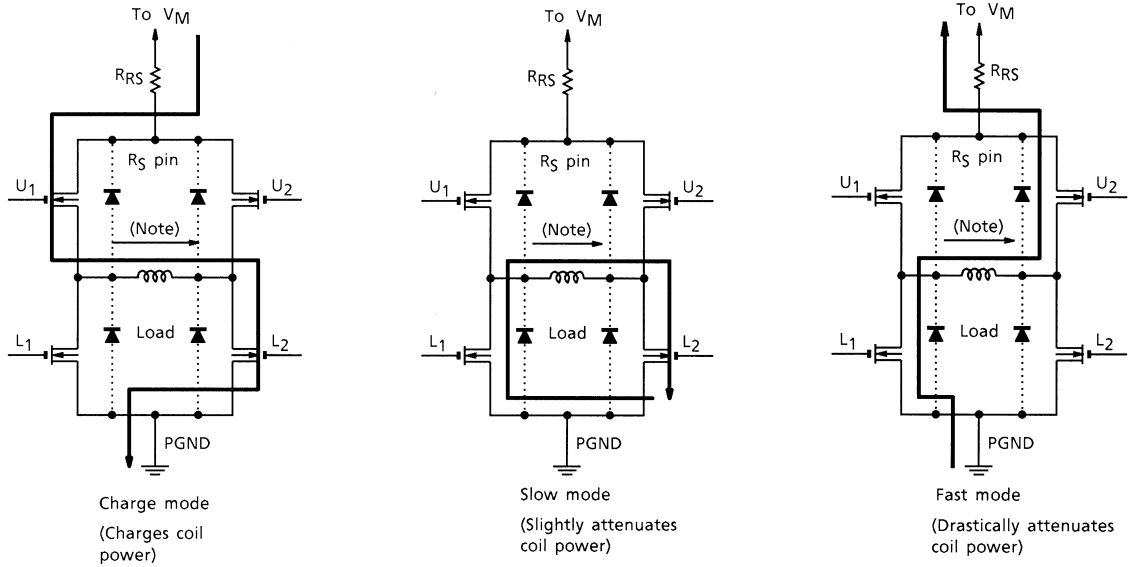 To VM
RRS
RS pin
U1
U2
(Note)
Load
L1
L2
PGND
Charge mode
(Charges coil
power)
To VM
RRS
RS pin
U1
U2
(Note)
Load
L1
L2
PGND
Slow mode
(Slightly attenuates
coil power)
To VM
RRS
RS pin
U1
U2
(Note)
Load
L1
L2
PGND
Fast mode
(Drastically attenuates
coil power)